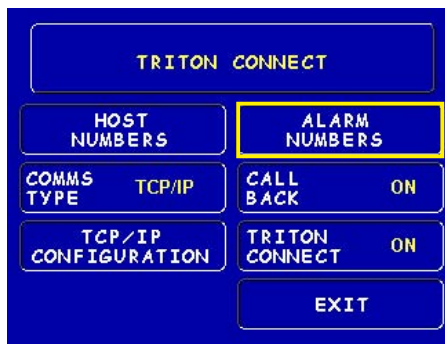 TRITON CONNECT
HOST
NUMBERS
ALARM
NUMBERS
COMMS
TYPE
TCP/IP
CALL
BACK
ON
TCP/IP
CONFIGURATION
TRITON
CONNECT
ON
EXIT